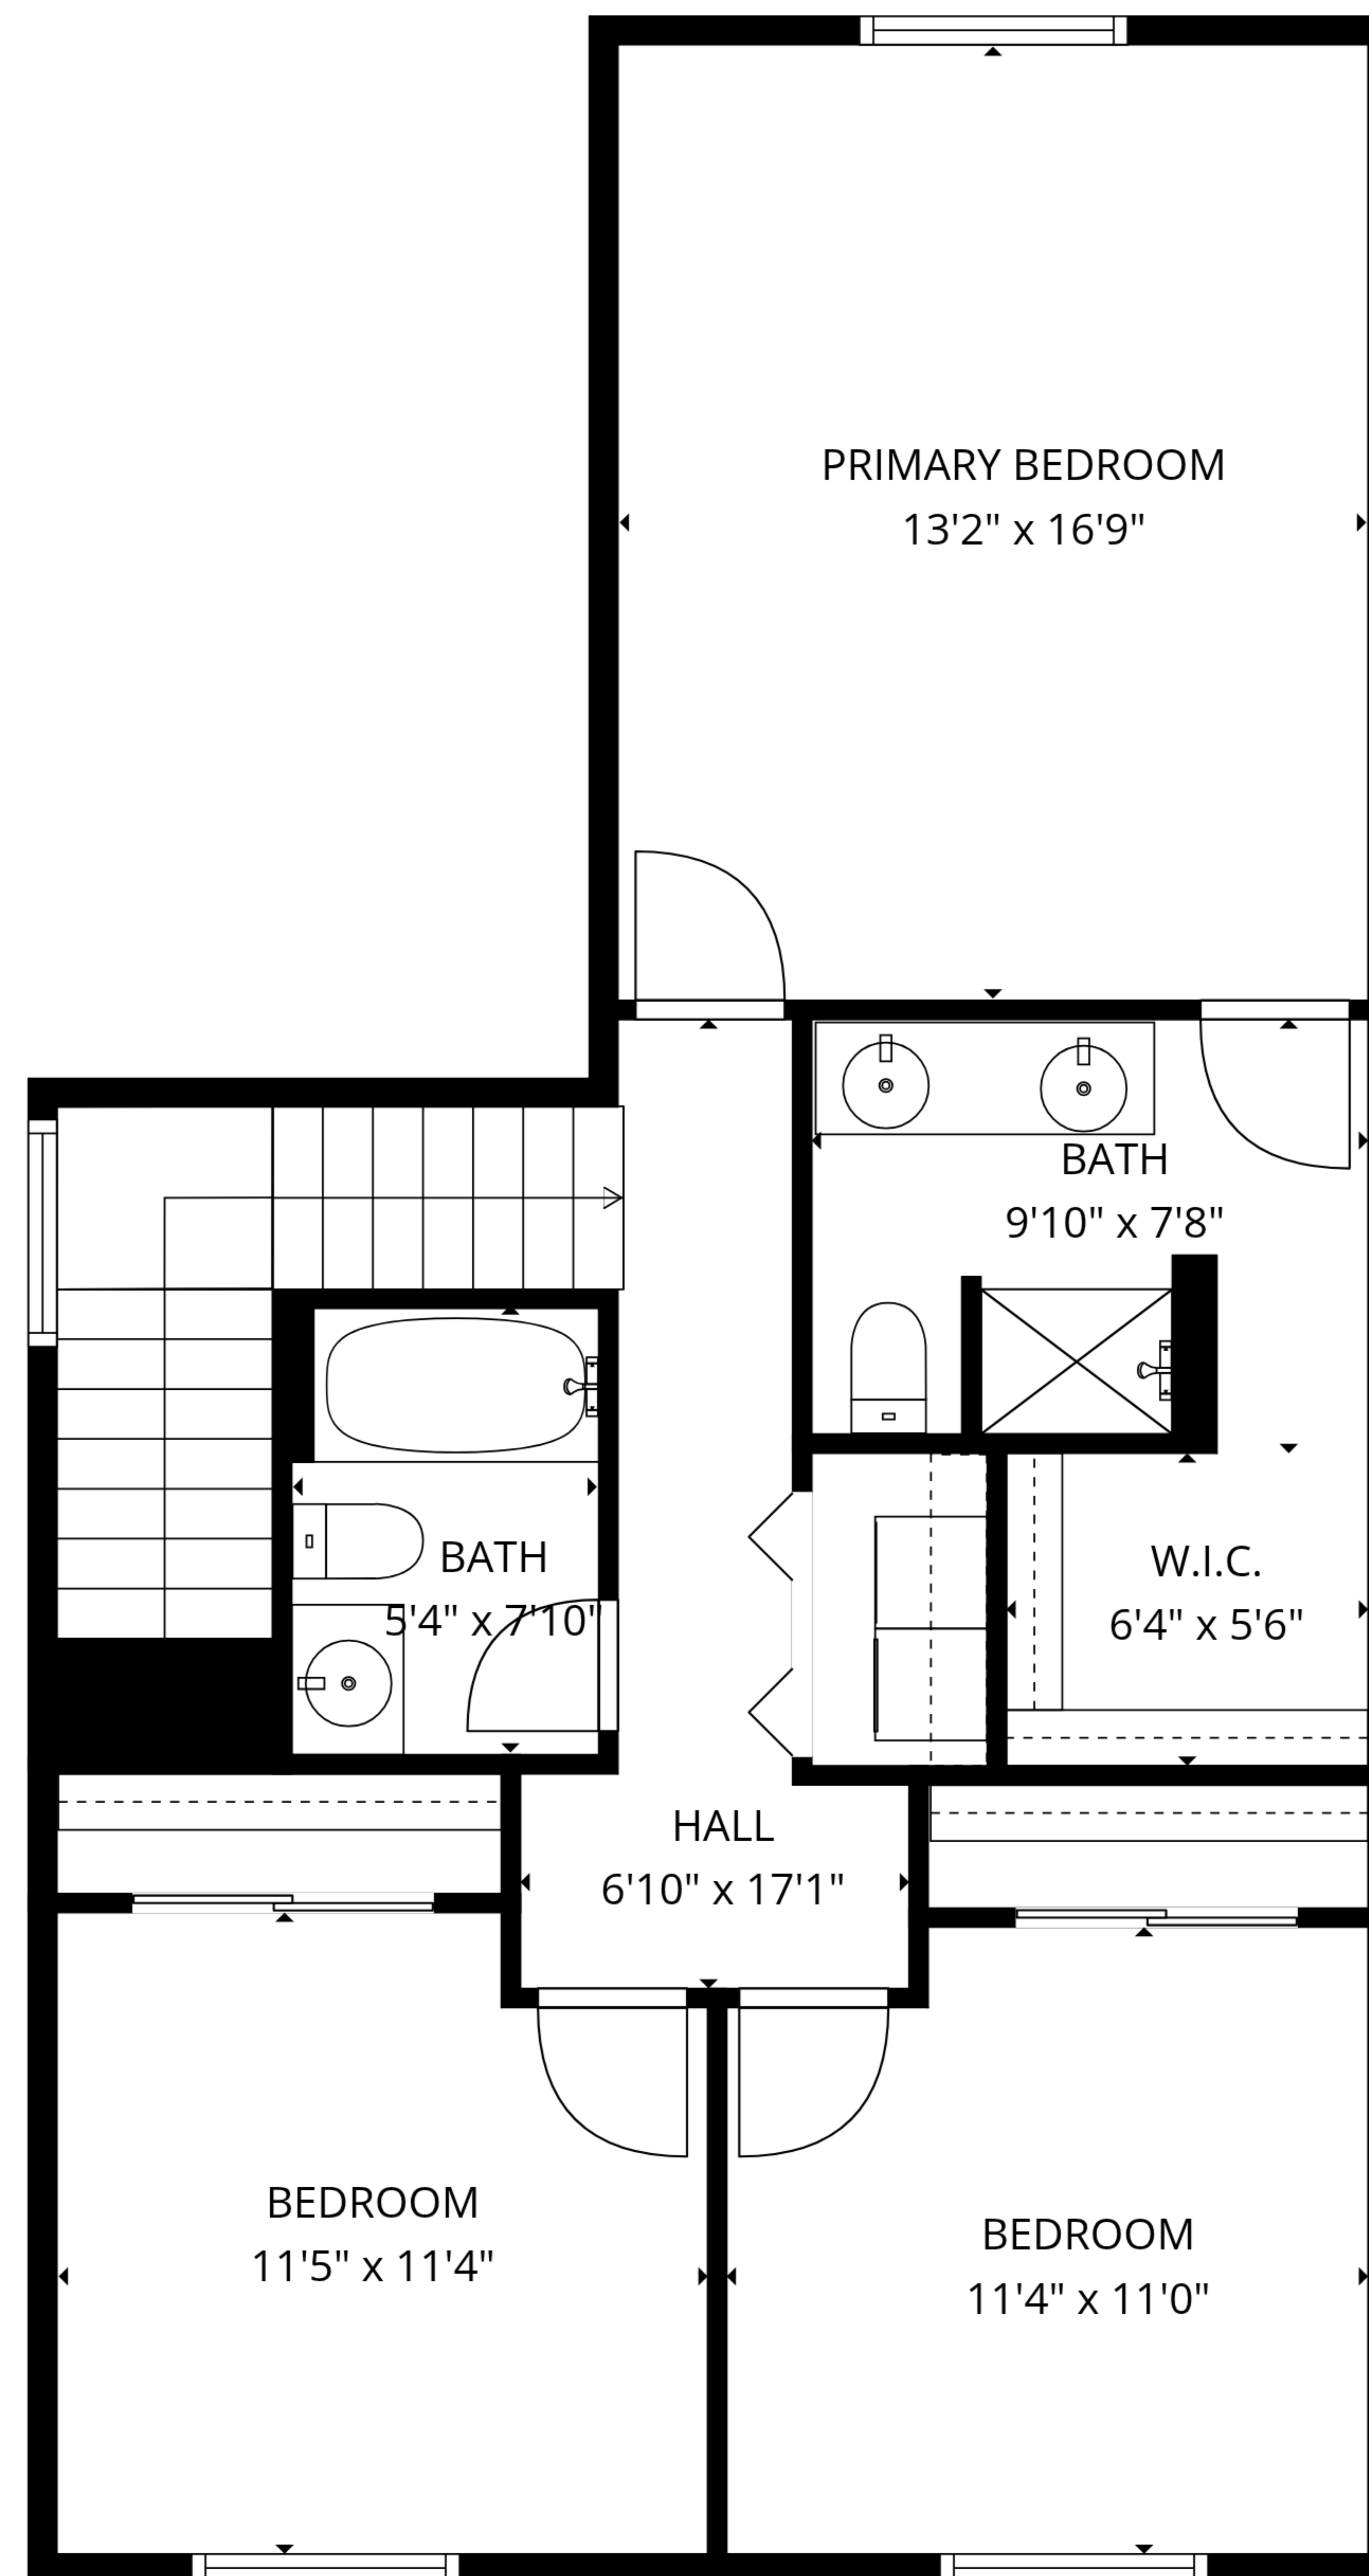 PRIMARY BEDROOM
13'2" x 16'9"
BATH
9'10" x 7'8"
BATH
5'4" x 7'10"
W.I.C.
6'4" x 5'6"
HALL
6'10" x 17'1"
BEDROOM
11'5" x 11'4"
BEDROOM
11'4" x 11'0"